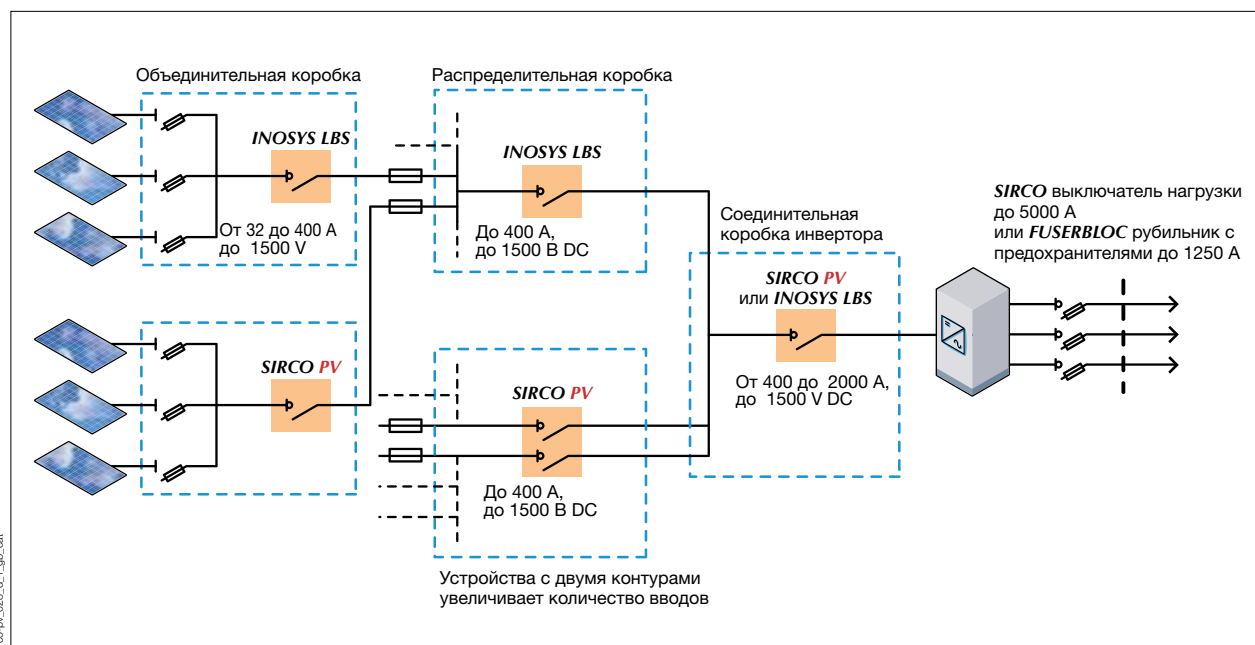 Объединительная коробка
INOSYS LBS
От 32 до 400 А
до 1500 V
SIRCO PV
Распределительная коробка
INOSYS LBS
До 400 А,
до 1500 В DC
SIRCO PV
До 400 А,
до 1500 В DC
Устройства с двумя контурами
увеличивает количество вводов
Соединительная
коробка инвертора
SIRCO PV
или INOSYS LBS
От 400 до 2000 А,
до 1500 V DC
SIRCO выключатель нагрузки
до 5000 А
или FUSERBLOC рубильник с
предохранителями до 1250 А